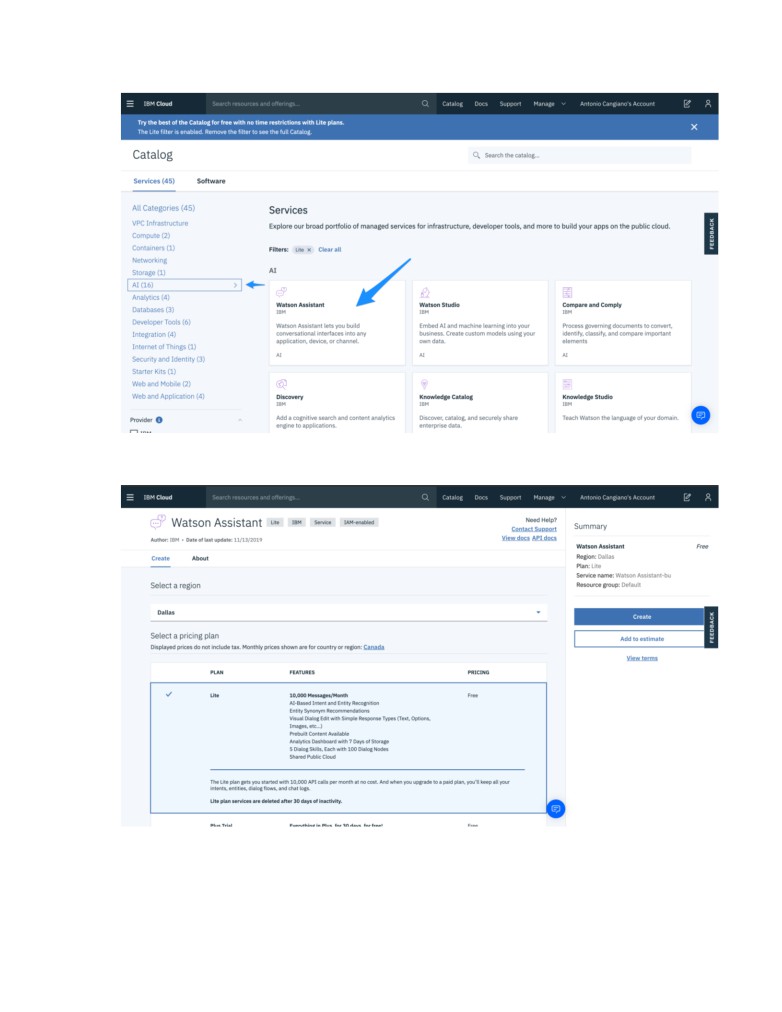 IBM Cloud
Search resources and offerings...
Catalog Docs Support Manage Antonio Cangiano's Account
Try the best of the Catalog for free with no time restrictions with Lite plans.
The Lite filter is enabled. Remove the filter to see the full Catalog.
Catalog
Search the catalog...
Services (45) Software
All Categories (45)
VPC Infrastructure
Compute (2)
Containers (1)
Networking
Storage (1)
AI (16)
Analytics (4)
Databases (3)
Developer Tools (6)
Integration (4)
Internet of Things (1)
Security and Identity (3)
Starter Kits (1)
Web and Mobile (2)
Web and Application (4)
Provider
Services
Explore our broad portfolio of managed services for infrastructure, developer tools, and more to build your apps on the public cloud.
FEEDBACK
Filters: Lite × Clear all
AI
Watson Assistant
IBM
Watson Assistant lets you build
conversational interfaces into any
application, device, or channel.
AI
Watson Studio
IBM
Embed AI and machine learning into your
business. Create custom models using your
own data.
AI
Compare and Comply
IBM
Process governing documents to convert,
identify, classify, and compare important
elements
AI
Discovery
IBM
Add a cognitive search and content analytics
engine to applications.
Knowledge Catalog
IBM
Discover, catalog, and securely share
enterprise data.
Knowledge Studio
IBM
Teach Watson the language of your domain.
IBM Cloud
Search resources and offerings...
Catalog Docs Support Manage Antonio Cangiano's Account
Watson Assistant Lite IBM Service IAM-enabled
Author: IBM • Date of last update: 11/13/2019
Need Help?
Contact Support
View docs API docs
Create About
Select a region
Dallas
Select a pricing plan
Displayed prices do not include tax. Monthly prices shown are for country or region: Canada
PLAN FEATURES PRICING
Lite
10,000 Messages/Month
AI-Based Intent and Entity Recognition
Entity Synonym Recommendations
Visual Dialog Edit with Simple Response Types (Text, Options,
Images, etc...)
Prebuilt Content Available
Analytics Dashboard with 7 Days of Storage
5 Dialog Skills, Each with 100 Dialog Nodes
Shared Public Cloud
Free
The Lite plan gets you started with 10,000 API calls per month at no cost. And when you upgrade to a paid plan, you'll keep all your
intents, entities, dialog flows, and chat logs.
Lite plan services are deleted after 30 days of inactivity.
Plus Trial Everything in Plus, for 30 days, for free! Free
Summary
Watson Assistant Free
Region: Dallas
Plan: Lite
Service name: Watson Assistant-bu
Resource group: Default
Create
FEEDBACK
Add to estimate
View terms